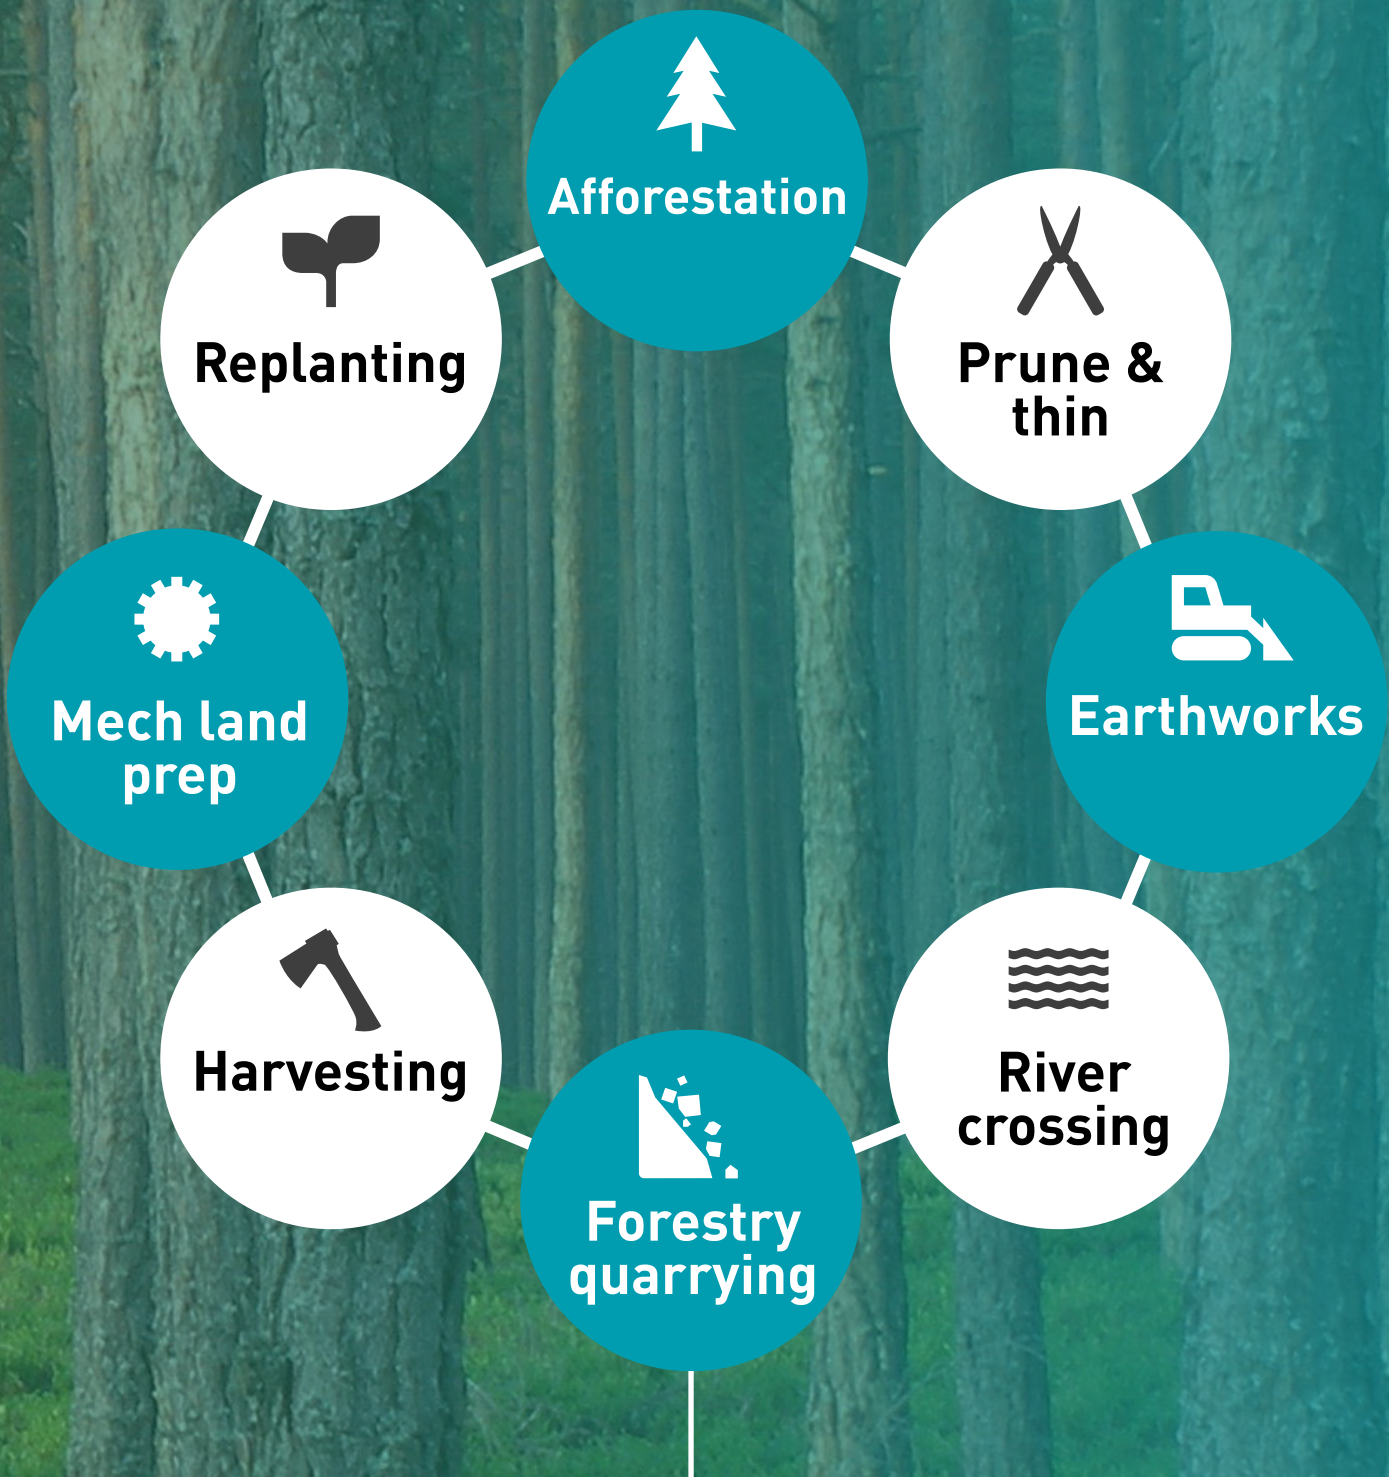 Afforestation
Prune &
thin
Earthworks
River
crossing
Forestry
quarrying
Harvesting
Mech land
prep
Replanting